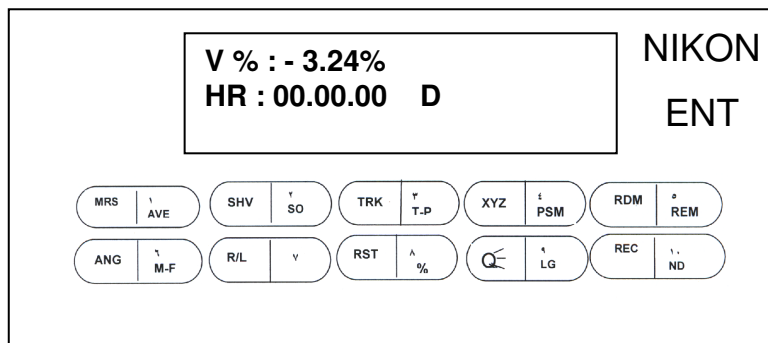 V % : - 3.24%
HR : 00.00.00 D
NIKON
ENT
MRS ١ AVE
SHV ٢ SO
TRK ٣ T-P
XYZ ٤ PSM
RDM ٥ REM
ANG ٦ M-F
R/L ٧
RST ٨ %
٩ LG
REC ١٠ ND